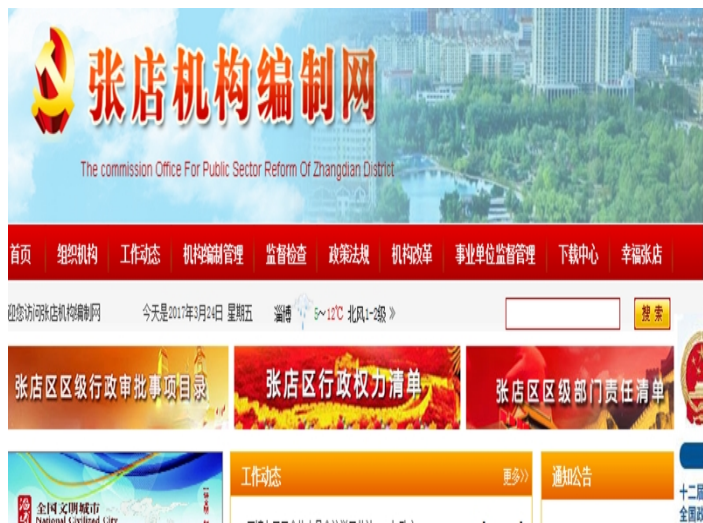 张店机构编制网
The commission Office For Public Sector Reform Of Zhangdian District
首页 组织机构 工作动态 机构编制管理 监督检查 政策法规 机构改革 事业单位监督管理 下载中心 幸福张店
迎您访问张店机构编制网 今天是2017年3月24日 星期五 淄博 5~12℃ 北风1-2级 》 搜 索
张店区区级行政审批事项目录 张店区行政权力清单 张店区区级部门责任清单
工作动态 更多》 通知公告
全国文明城市
National Civilized City
十二届
全国政